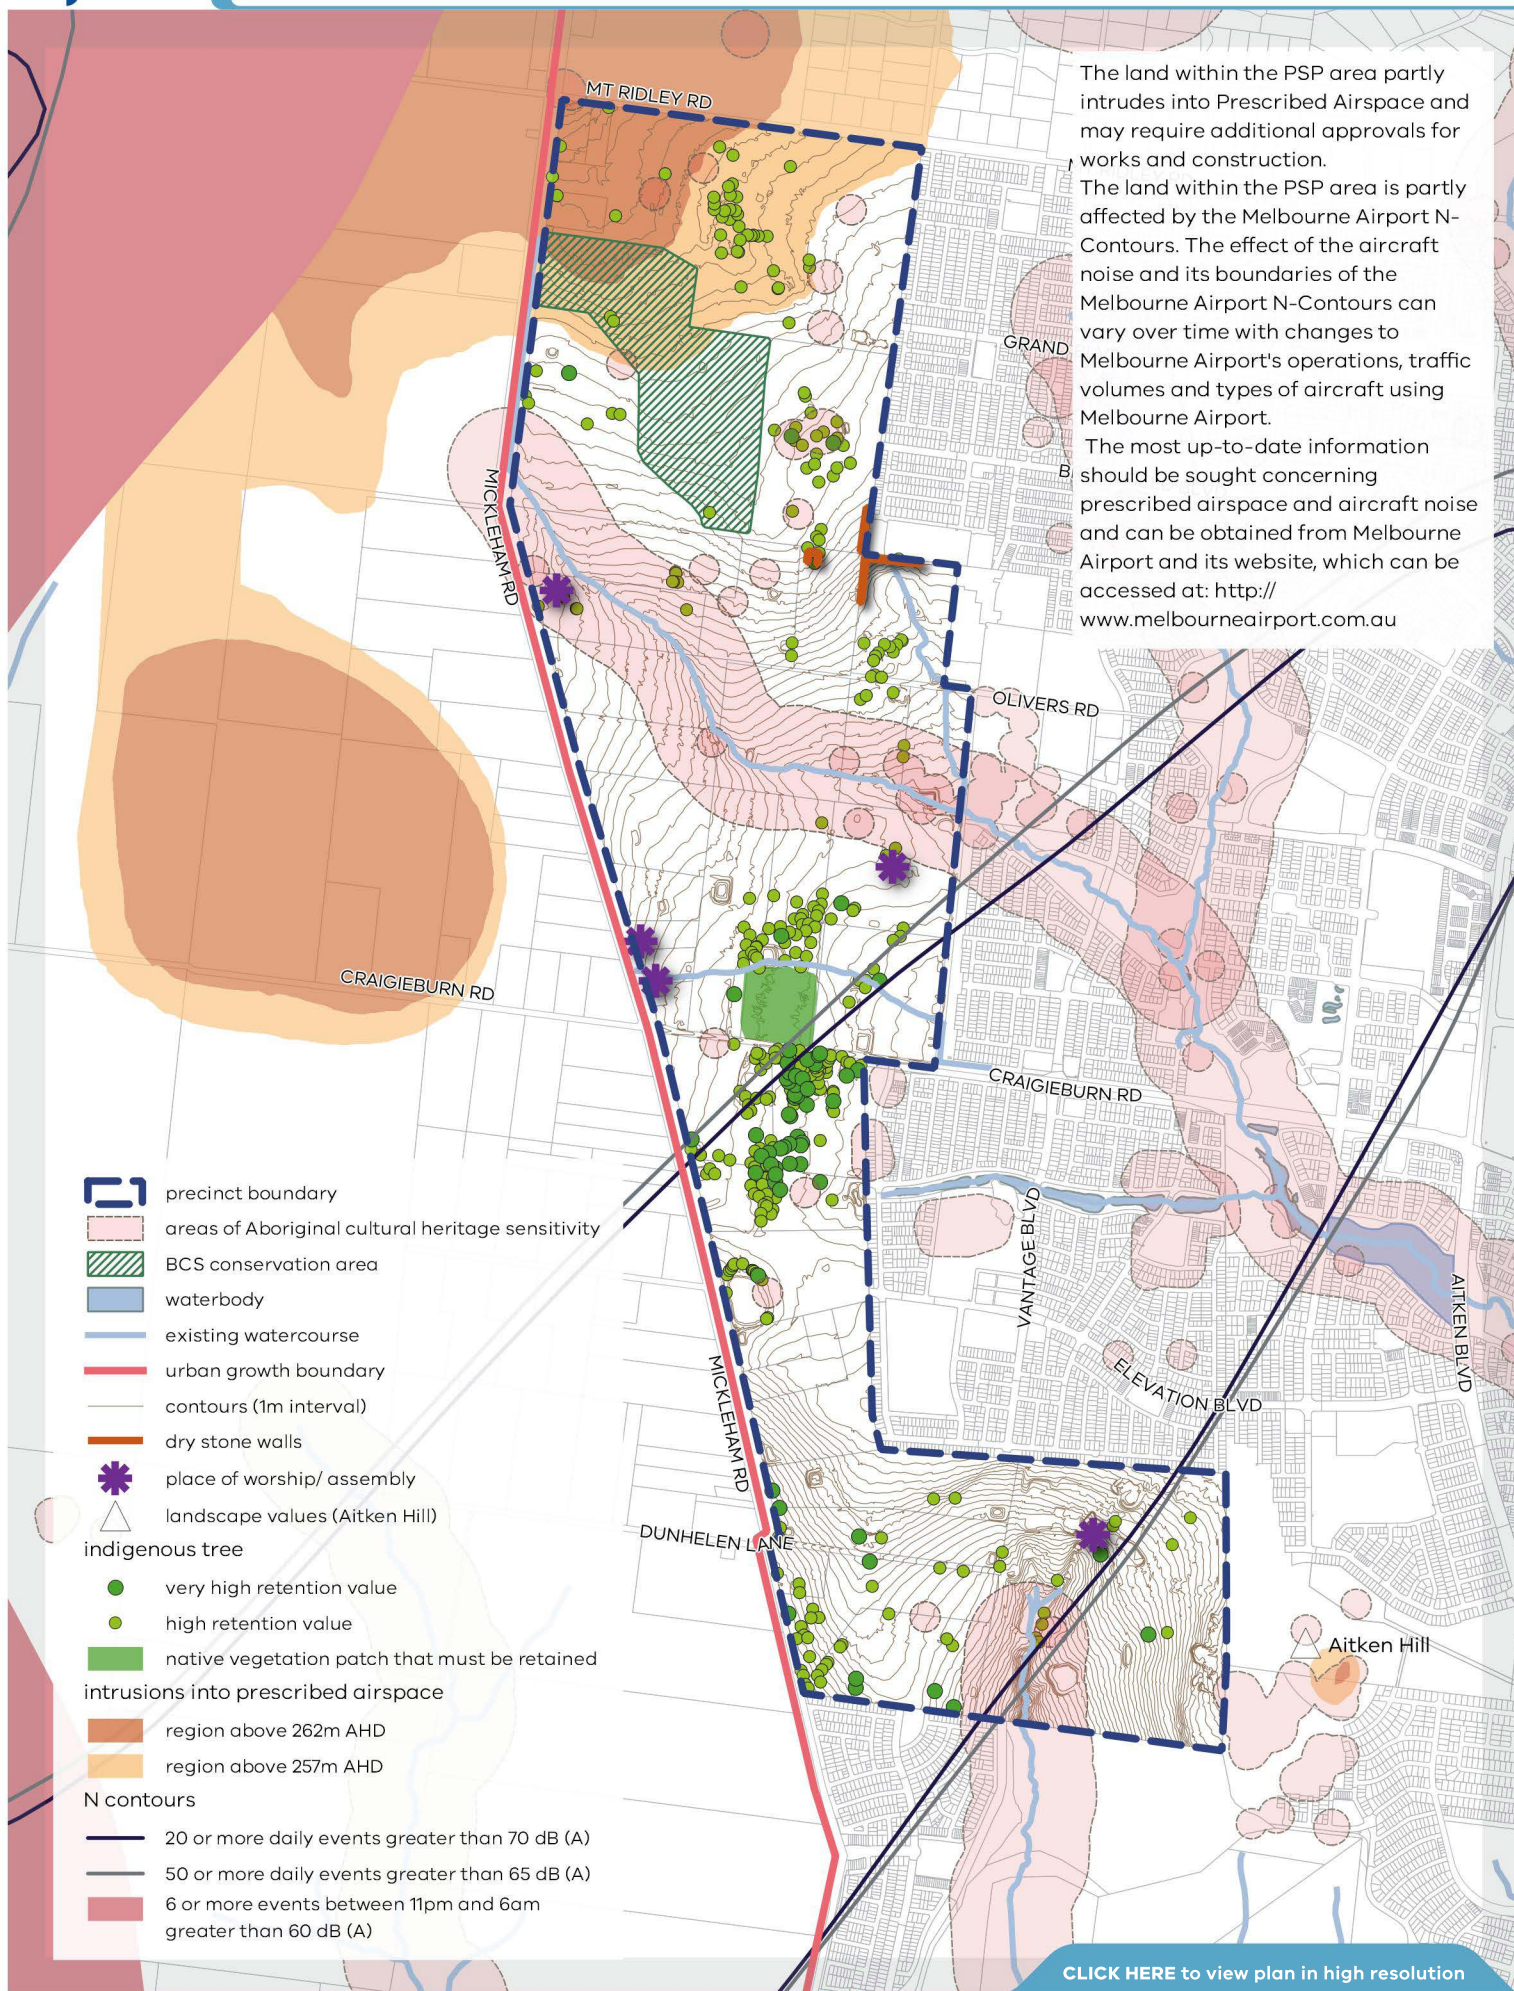 The land within the PSP area partly
intrudes into Prescribed Airspace and
may require additional approvals for
works and construction.
The land within the PSP area is partly
affected by the Melbourne Airport N-
Contours. The effect of the aircraft
noise and its boundaries of the
Melbourne Airport N-Contours can
vary over time with changes to
Melbourne Airport's operations, traffic
volumes and types of aircraft using
Melbourne Airport.
The most up-to-date information
should be sought concerning
prescribed airspace and aircraft noise
and can be obtained from Melbourne
Airport and its website, which can be
accessed at: http://
www.melbourneairport.com.au
MT RIDLEY RD
GRAND
MICKLEHAM RD
OLIVERS RD
CRAIGIEBURN RD
CRAIGIEBURN RD
VANTAGE BLVD
AITKEN BLVD
ELEVATION BLVD
MICKLEHAM RD
DUNHELEN LANE
Aitken Hill
precinct boundary
areas of Aboriginal cultural heritage sensitivity
BCS conservation area
waterbody
existing watercourse
urban growth boundary
contours (1m interval)
dry stone walls
place of worship/ assembly
landscape values (Aitken Hill)
indigenous tree
very high retention value
high retention value
native vegetation patch that must be retained
intrusions into prescribed airspace
region above 262m AHD
region above 257m AHD
N contours
20 or more daily events greater than 70 dB (A)
50 or more daily events greater than 65 dB (A)
6 or more events between 11pm and 6am
greater than 60 dB (A)
CLICK HERE to view plan in high resolution